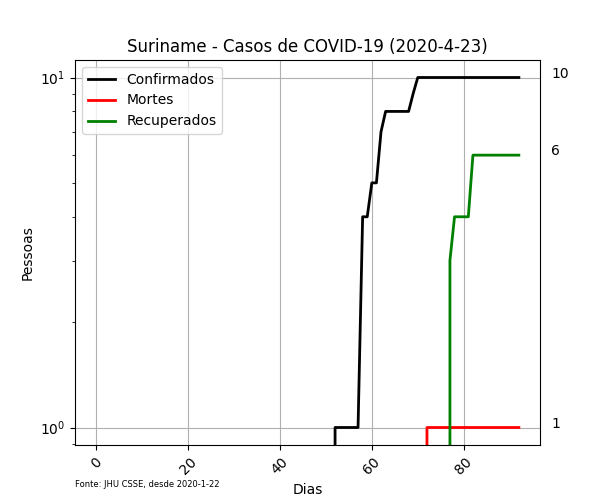 Suriname - Casos de COVID-19 (2020-4-23)
Confirmados
Mortes
Recuperados
10¹
10⁰
Pessoas
10
6
1
0
20
40
60
80
Dias
Fonte: JHU CSSE, desde 2020-1-22